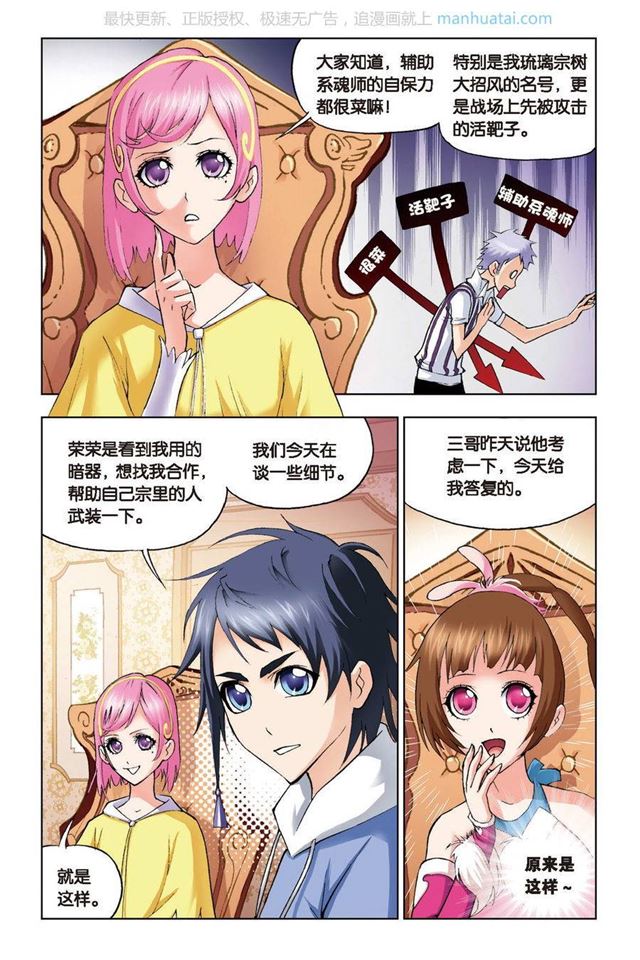 最快更新、正版授权、极速无广告，追漫画就上 manhuatai.com
大家知道，辅助
系魂师的自保力
都很菜嘛！
特别是我琉璃宗树
大招风的名号，更
是战场上先被攻击
的活靶子。
很菜
活靶子
辅助系魂师
荣荣是看到我用的
暗器，想找我合作，
帮助自己宗里的人
武装一下。
我们今天在
谈一些细节。
就是
这样。
三哥昨天说他考
虑一下，今天给
我答复的。
原来是
这样~